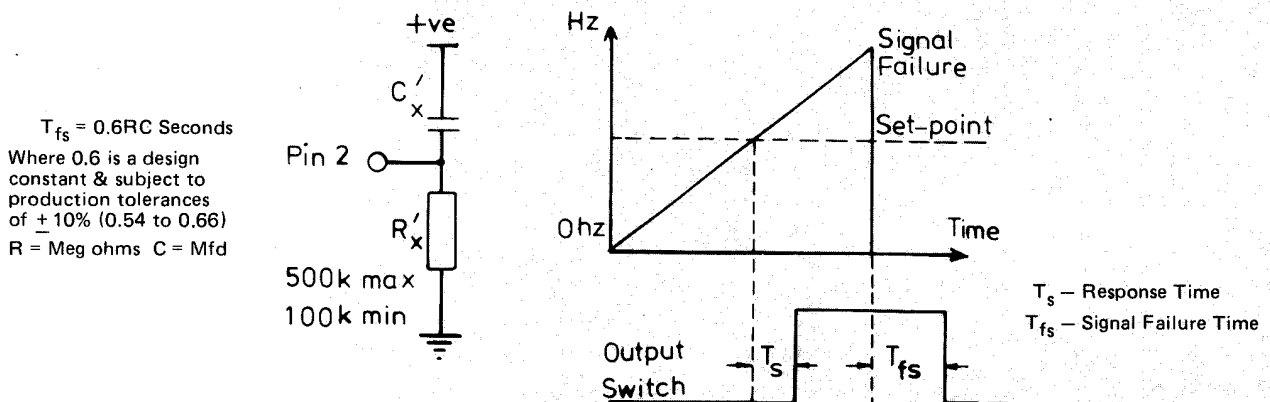 T_fs = 0.6RC Seconds
Where 0.6 is a design
constant & subject to
production tolerances
of ± 10% (0.54 to 0.66)
R = Meg ohms C = Mfd
+ve
C'x
Pin 2
R'x
500k max
100k min
Hz
Signal
Failure
Set-point
0hz
Time
Output
Switch
T_s
T_fs
T_s – Response Time
T_fs – Signal Failure Time